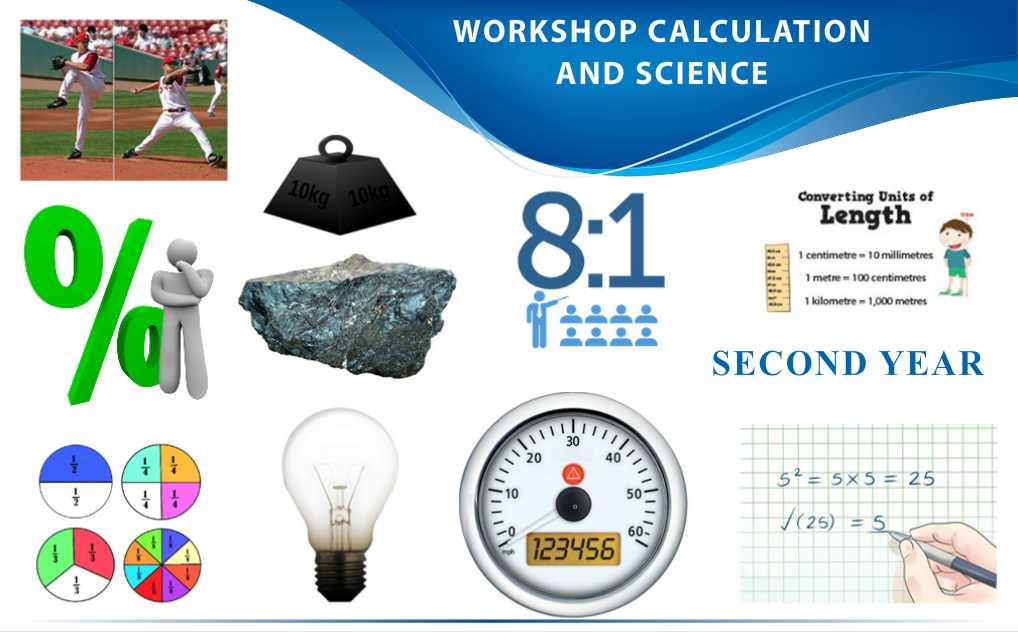 WORKSHOP CALCULATION
AND SCIENCE
10kg 10kg
8:1
Converting Units of
Length
1 centimetre = 10 millimetres
1 metre = 100 centimetres
1 kilometre = 1,000 metres
%
SECOND YEAR
1/2
1/2
1/4 1/4
1/4 1/4
1/3 1/3
1/3
30
20 40
10 50
0 60
mph
123456
5² = 5×5 = 25
√(25) = 5